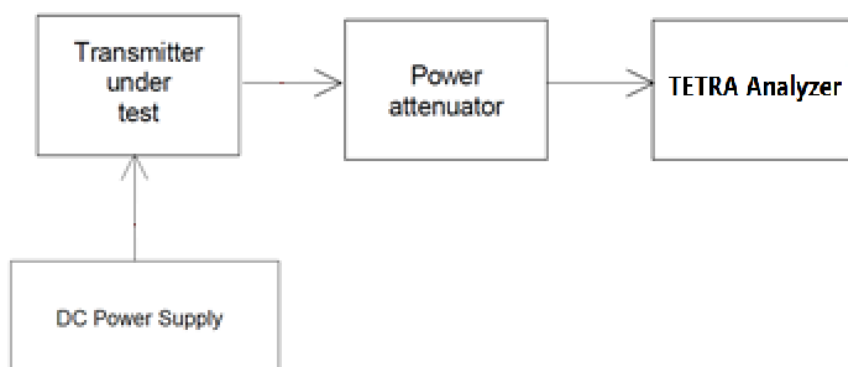 Transmitter
under
test
Power
attenuator
TETRA Analyzer
DC Power Supply